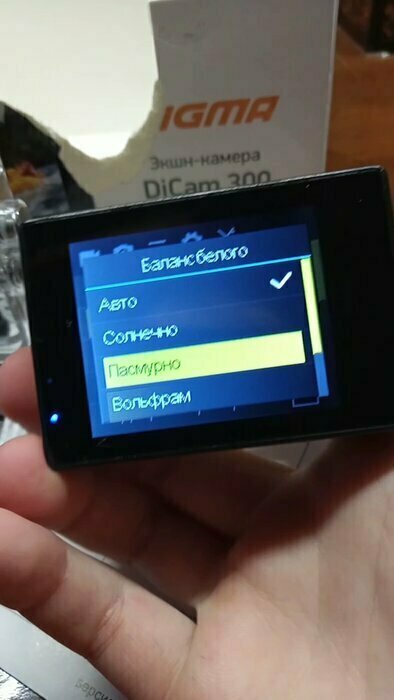 IGMA
Экшн-камера
DiCam 300
Баланс белого
Авто
Солнечно
Пасмурно
Вольфрам